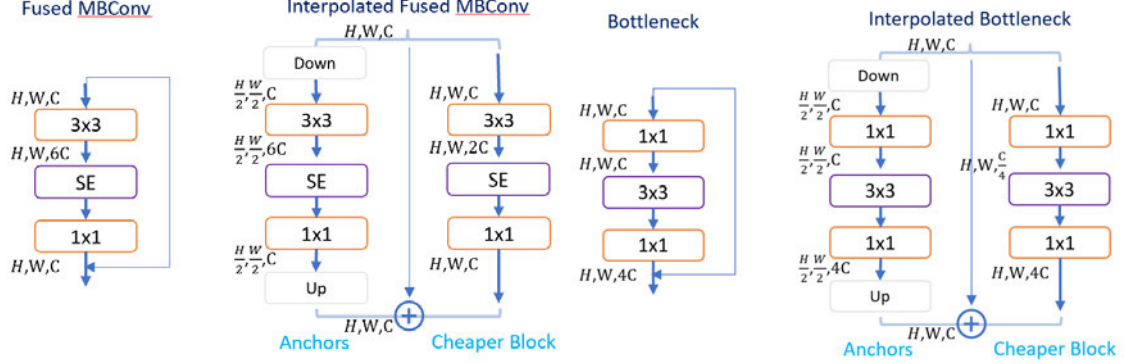 Fused MBConv
H,W,C
3x3
H,W,6C
SE
1x1
H,W,C
Interpolated Fused MBConv
H,W,C
Down
H/2,W/2,C
3x3
H/2,W/2,6C
SE
1x1
H/2,W/2,C
Up
H,W,C
3x3
H,W,2C
SE
1x1
H,W,C
H,W,C
Anchors
Cheaper Block
Bottleneck
H,W,C
1x1
H,W,C
3x3
1x1
H,W,4C
Interpolated Bottleneck
H,W,C
Down
H/2,W/2,C
1x1
H/2,W/2,C
3x3
1x1
H/2,W/2,4C
Up
H,W,C
1x1
H,W,C/4
3x3
1x1
H,W,4C
H,W,C
Anchors
Cheaper Block